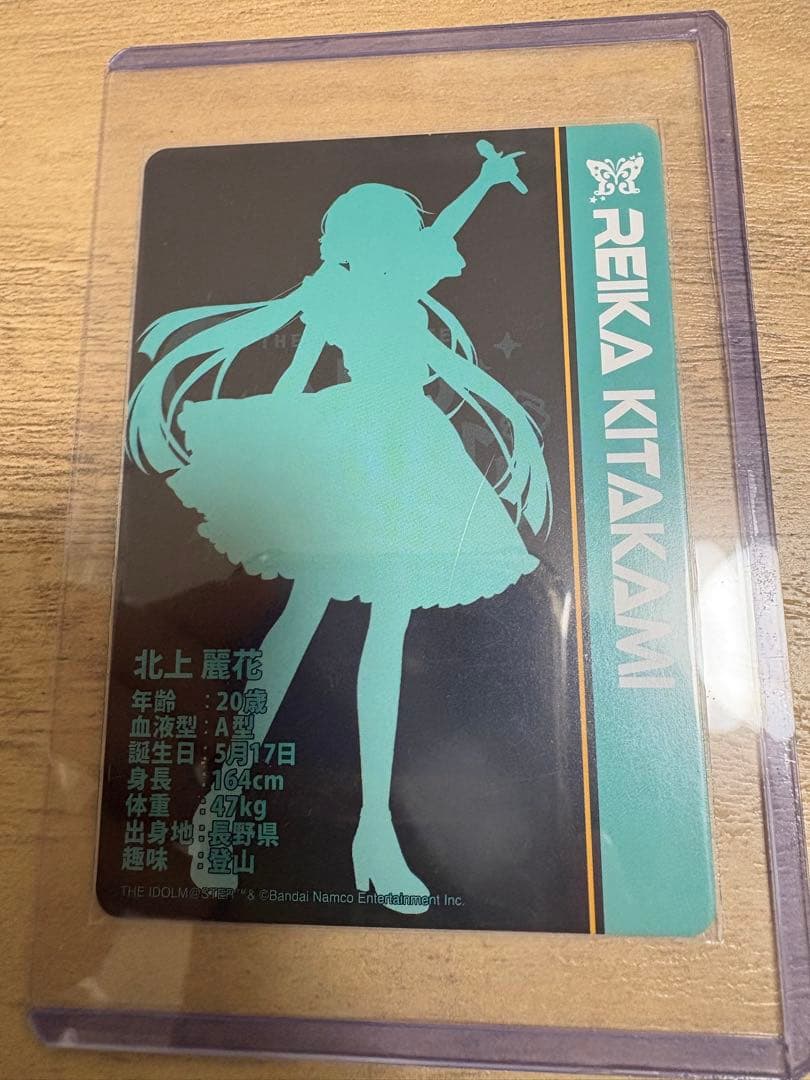 REIKA KITAKAMI
THE
北上 麗花
年齢 : 20歳
血液型 : A型
誕生日 : 5月17日
身長 : 164cm
体重 : 47kg
出身地 : 長野県
趣味 : 登山
THE IDOLM@STER™& ©Bandai Namco Entertainment Inc.